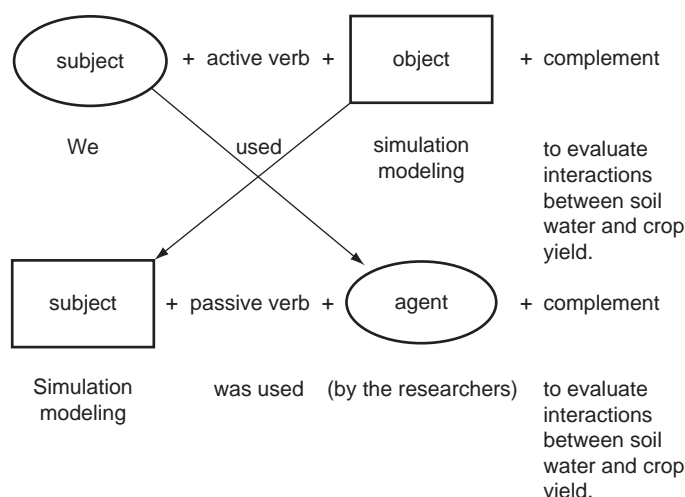 subject + active verb + object + complement
We used simulation modeling to evaluate
interactions
between soil
water and crop
yield.
subject + passive verb + agent + complement
Simulation modeling was used (by the researchers) to evaluate
interactions
between soil
water and crop
yield.